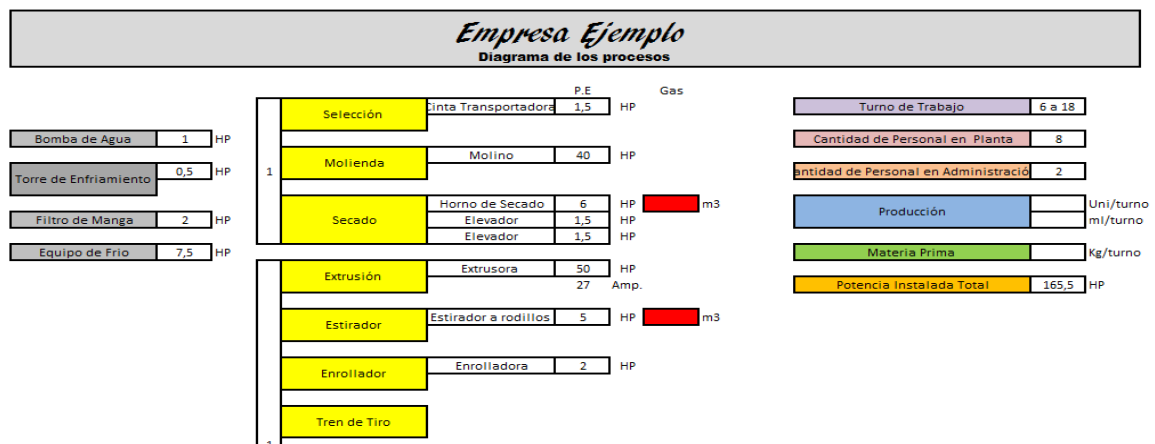 Empresa Ejemplo
Diagrama de los procesos
P.E Gas
Selección Cinta Transportadora 1,5 HP
Turno de Trabajo 6 a 18
Bomba de Agua 1 HP
Cantidad de Personal en Planta 8
Molienda Molino 40 HP
Torre de Enfriamiento 0,5 HP
1
antidad de Personal en Administració 2
Secado Horno de Secado 6 HP m3
Elevador 1,5 HP
Elevador 1,5 HP
Producción Uni/turno
ml/turno
Filtro de Manga 2 HP
Equipo de Frio 7,5 HP
Materia Prima Kg/turno
Extrusión Extrusora 50 HP
27 Amp.
Potencia Instalada Total 165,5 HP
Estirador Estirador a rodillos 5 HP m3
Enrollador Enrolladora 2 HP
Tren de Tiro
1